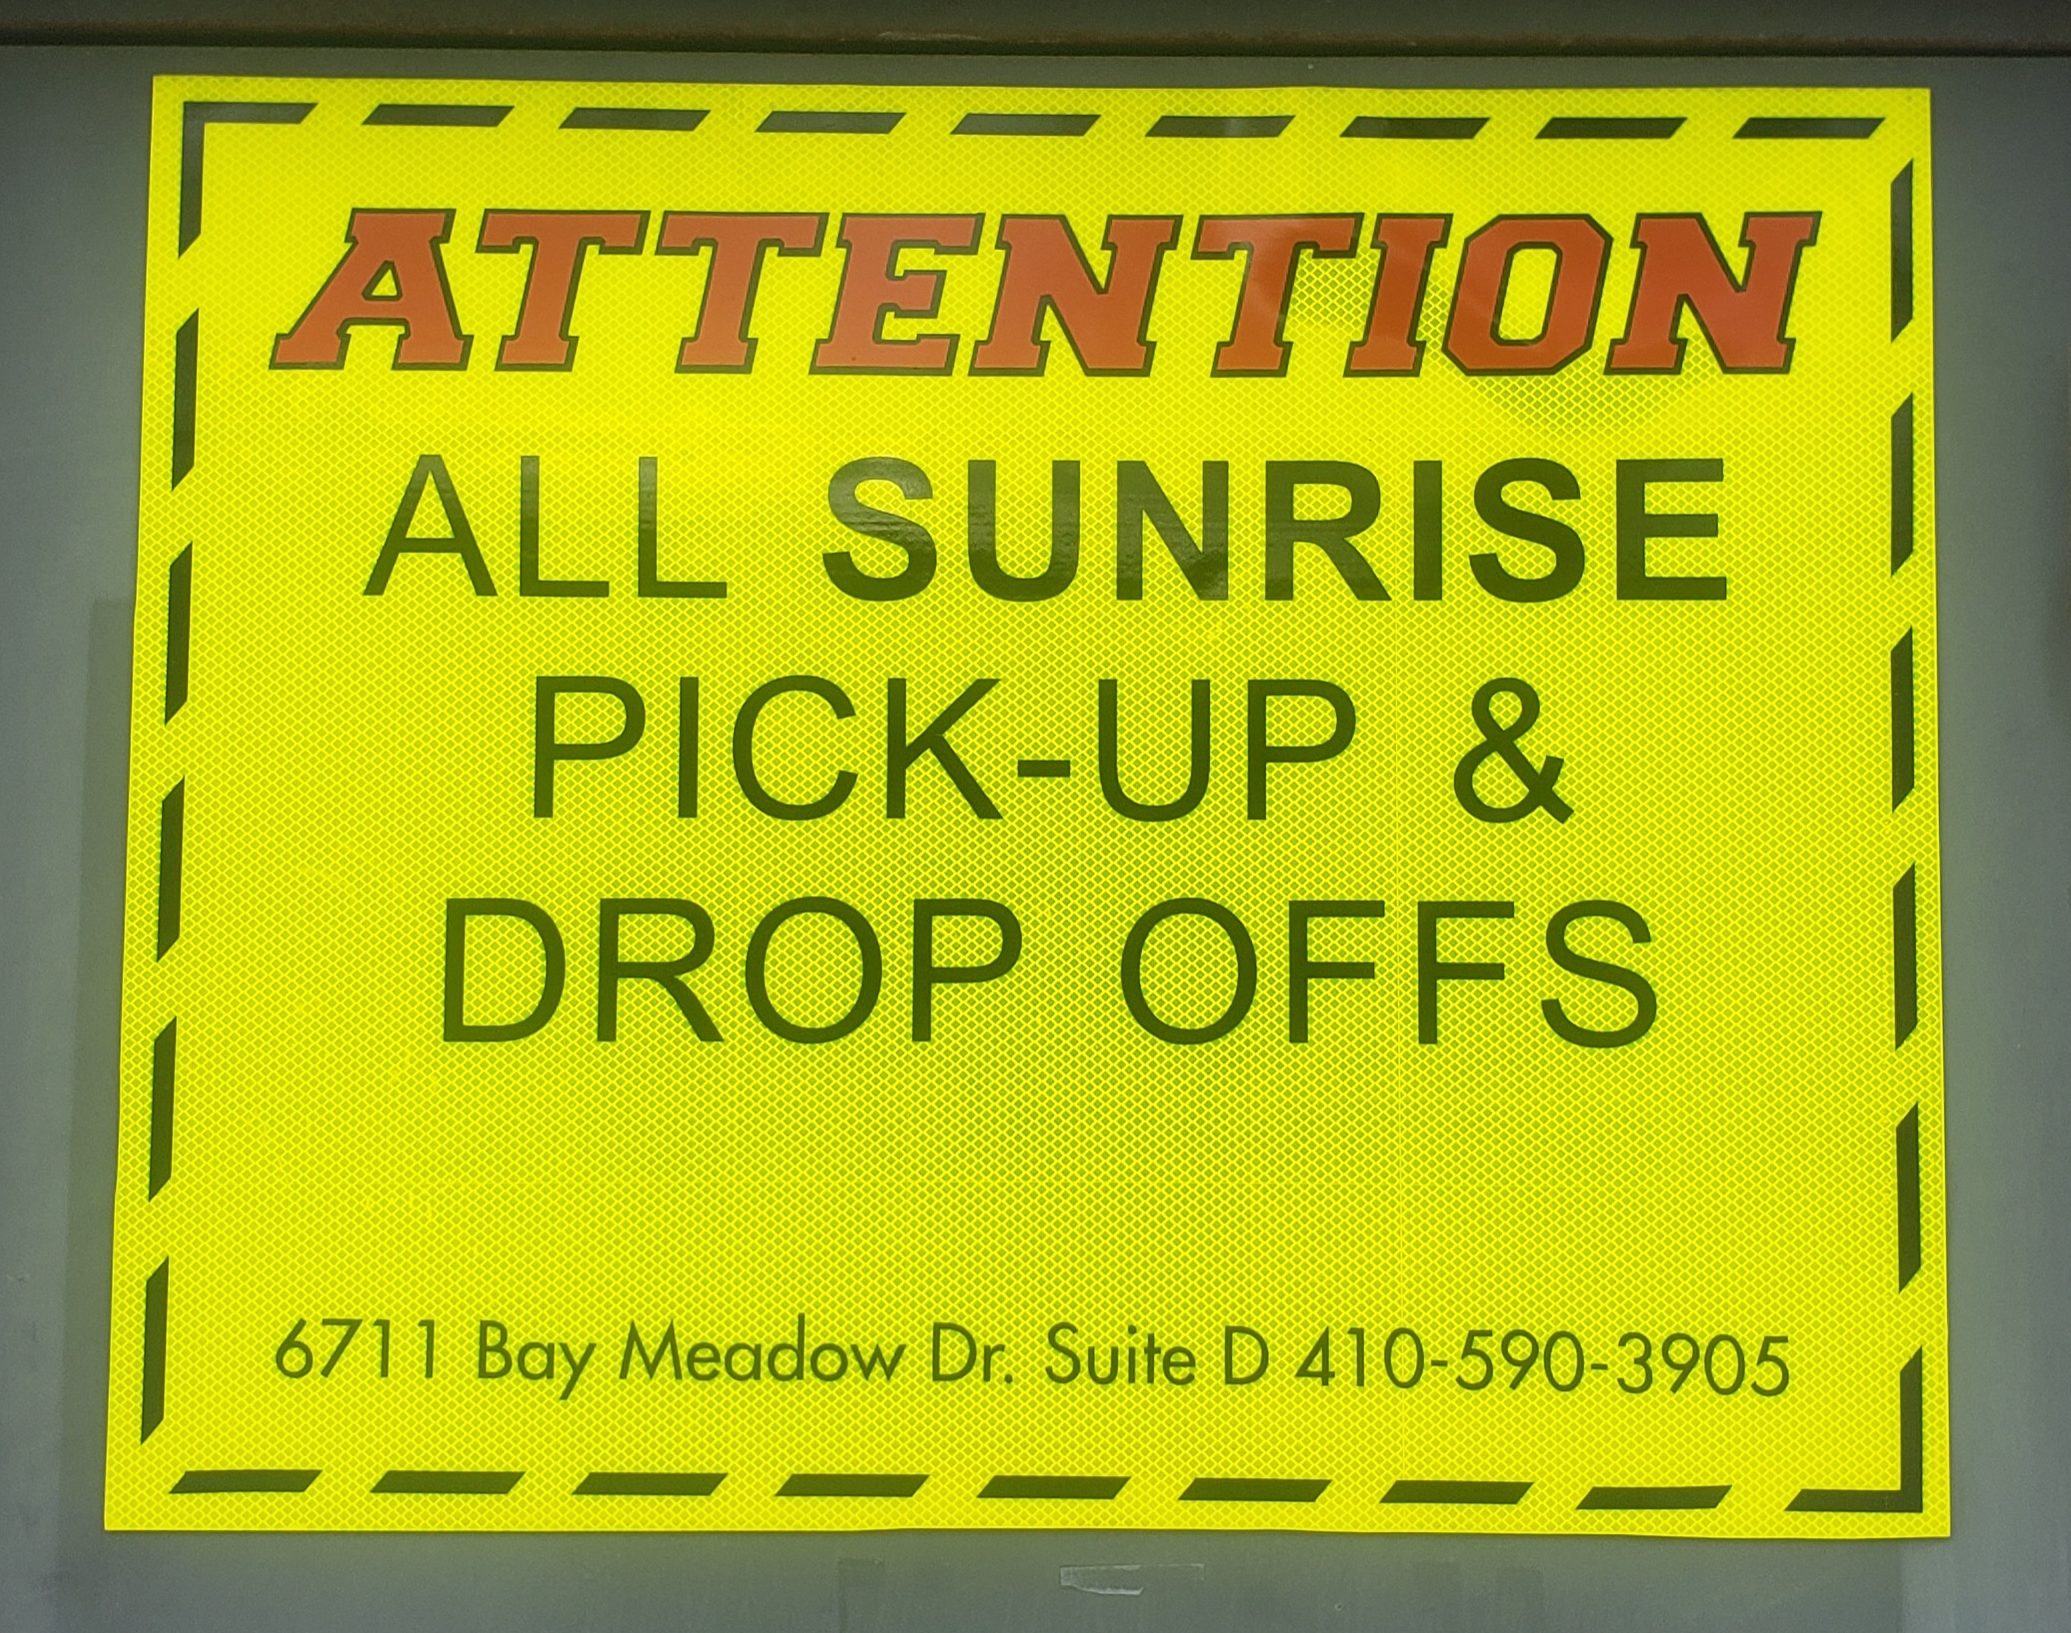 ATTENTION
ALL SUNRISE
PICK-UP &
DROP OFFS
6711 Bay Meadow Dr. Suite D 410-590-3905